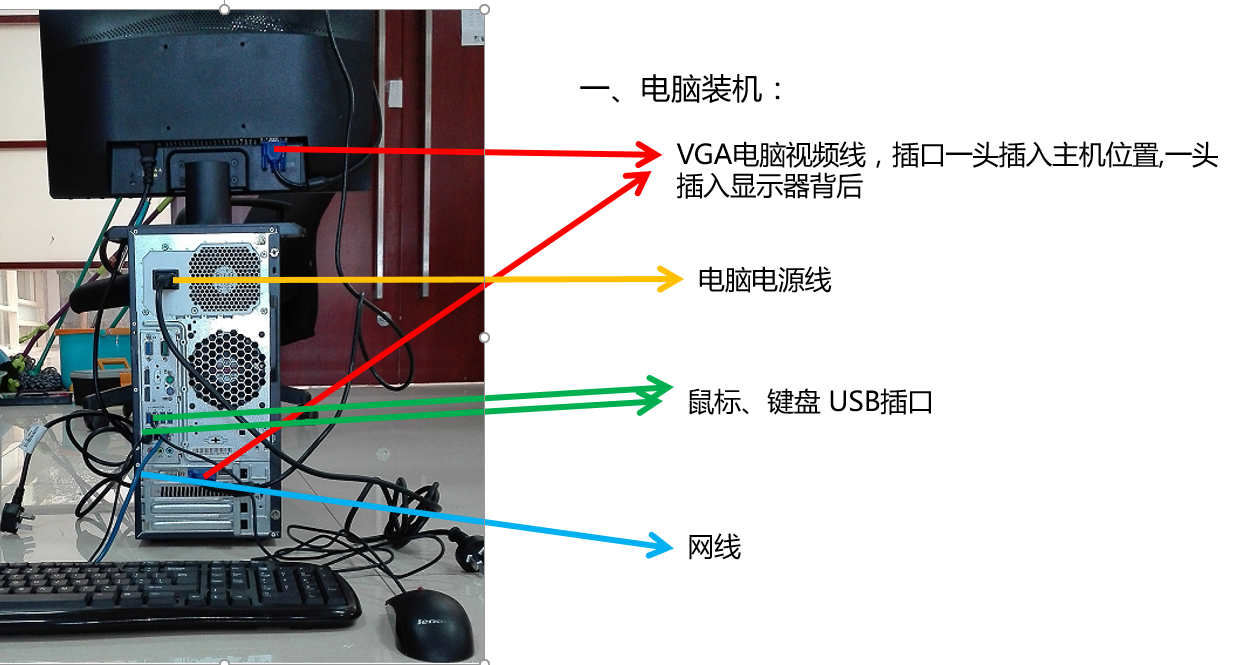 一、电脑装机：
VGA电脑视频线，插口一头插入主机位置,一头
插入显示器背后
电脑电源线
鼠标、键盘 USB插口
网线
lenovo